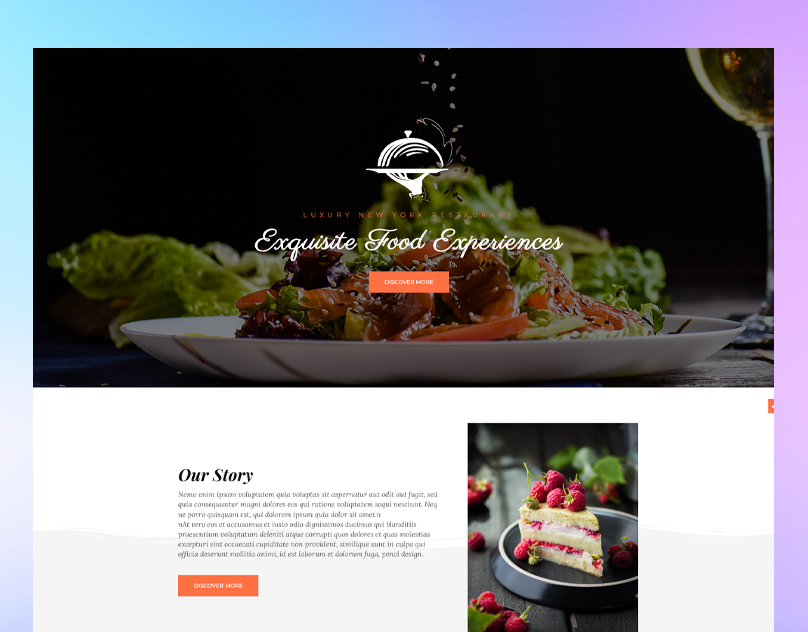 LUXURY NEW YORK RESTAURANT
Exquisite Food Experiences
DISCOVER MORE
Our Story
Nemo enim ipsam voluptatem quia voluptas sit aspernatur aut odit aut fugit, sed
quia consequuntur magni dolores eos qui ratione voluptatem sequi nesciunt. Neq
ue porro quisquam est, qui dolorem ipsum quia dolor sit amet.n
nAt vero eos et accusamus et iusto odio dignissimos ducimus qui blanditiis
praesentium voluptatum deleniti atque corrupti quos dolores et quas molestias
excepturi sint occaecati cupiditate non provident, similique sunt in culpa qui
officia deserunt mollitia animi, id est laborum et dolorum fuga, penci design.
DISCOVER MORE